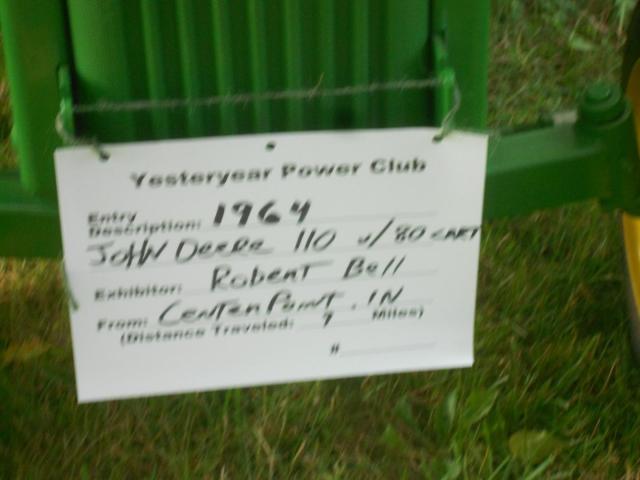 Yesteryear Power Club
Entry
Description: 1964
JOHN DEERE 110 w/80 CART
Exhibitor: Robert Bell
From: Center Point, IN
(Distance Traveled: 9 Miles)
#